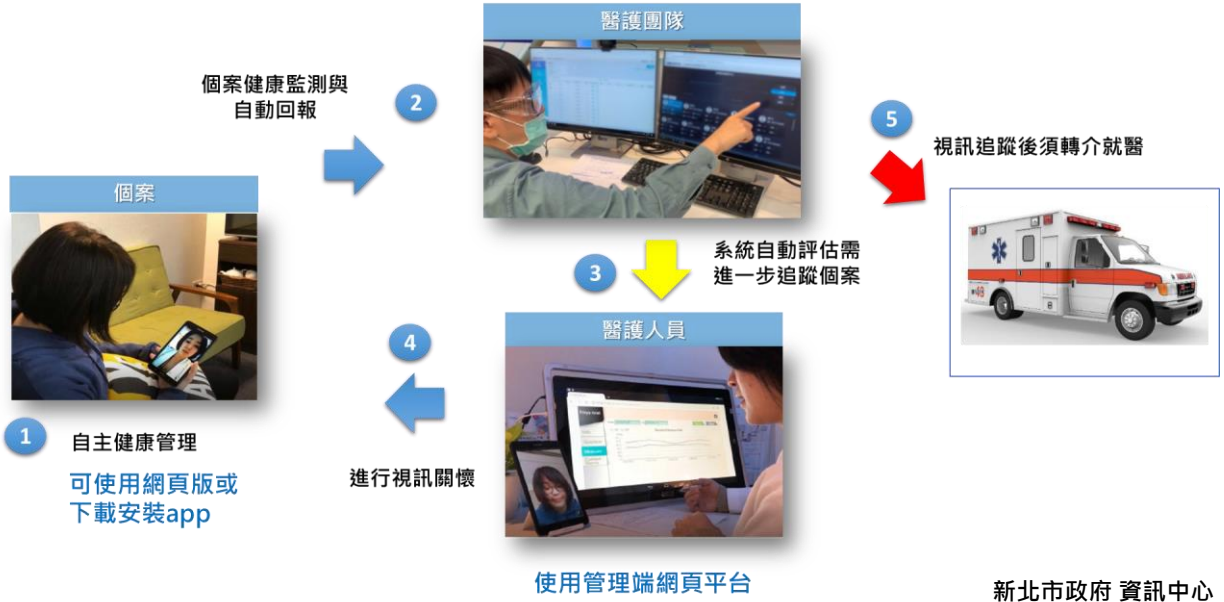 醫護團隊
個案健康監測與
自動回報
2
5
視訊追蹤後須轉介就醫
個案
系統自動評估需
進一步追蹤個案
3
醫護人員
4
1
自主健康管理
可使用網頁版或
下載安裝app
進行視訊關懷
使用管理端網頁平台
新北市政府 資訊中心